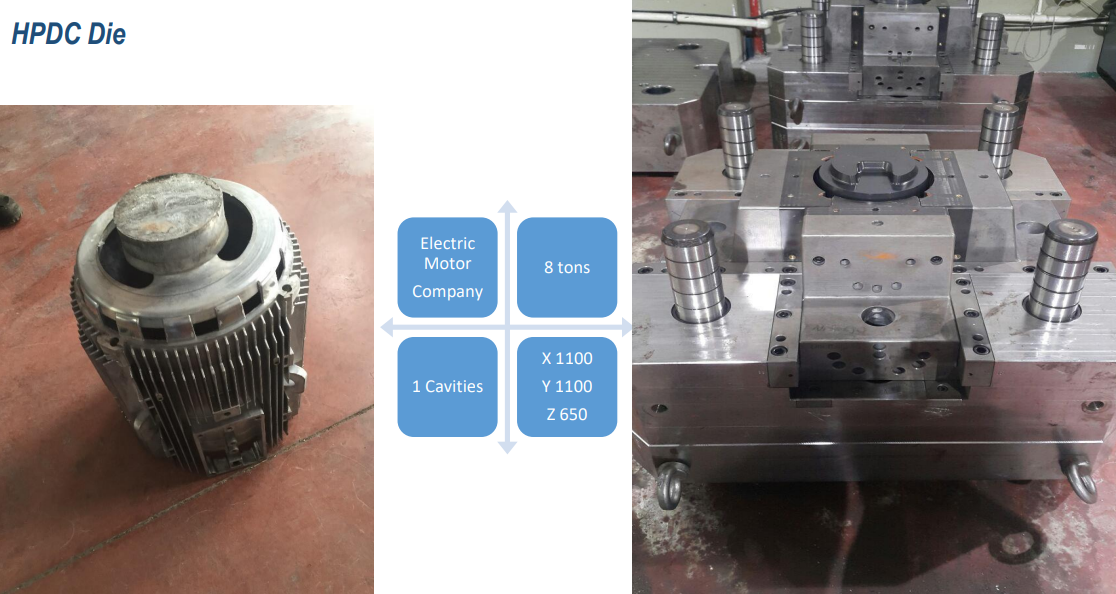 HPDC Die
Electric
Motor
Company
8 tons
1 Cavities
X 1100
Y 1100
Z 650